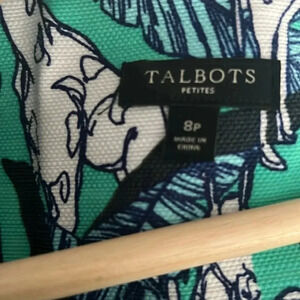 TALBOTS
PETITES
8P
MADE IN
CHINA